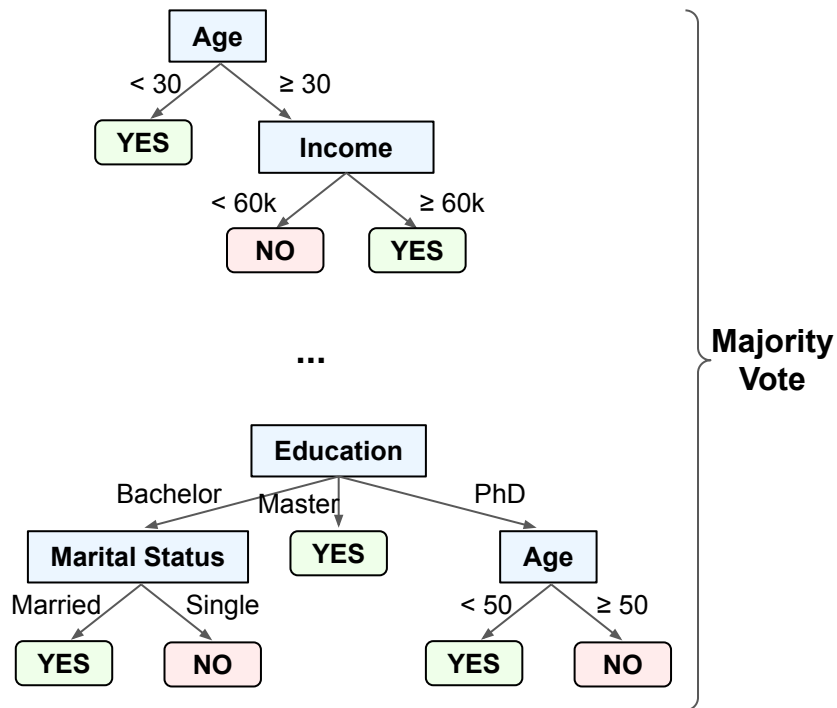 Age
< 30
≥ 30
YES
Income
< 60k
≥ 60k
NO
YES
...
Majority
Vote
Education
Bachelor
Master
PhD
Marital Status
YES
Age
Married
Single
< 50
≥ 50
YES
NO
YES
NO